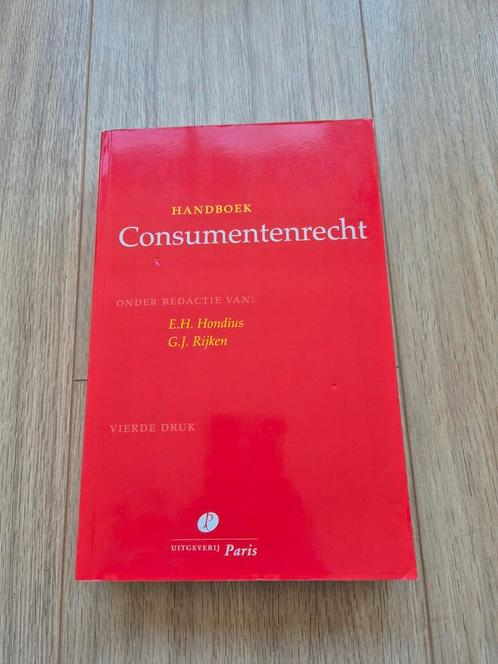 HANDBOEK
Consumentenrecht
ONDER REDACTIE VAN:
E.H. Hondius
G.J. Rijken
VIERDE DRUK
UITGEVERIJ Paris